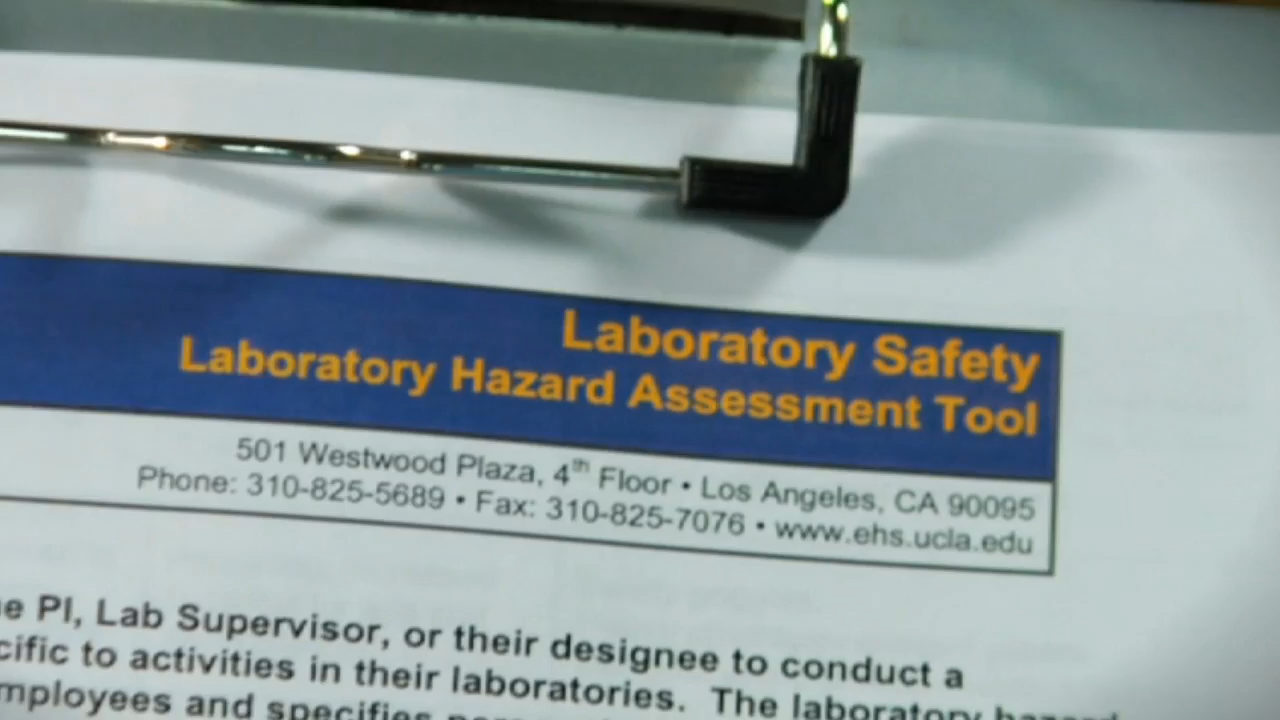 Laboratory Safety
Laboratory Hazard Assessment Tool
501 Westwood Plaza, 4th Floor • Los Angeles, CA 90095
Phone: 310-825-5689 • Fax: 310-825-7076 • www.ehs.ucla.edu
PI, Lab Supervisor, or their designee to conduct a
to activities in their laboratories. The laboratory hazard
and specifies